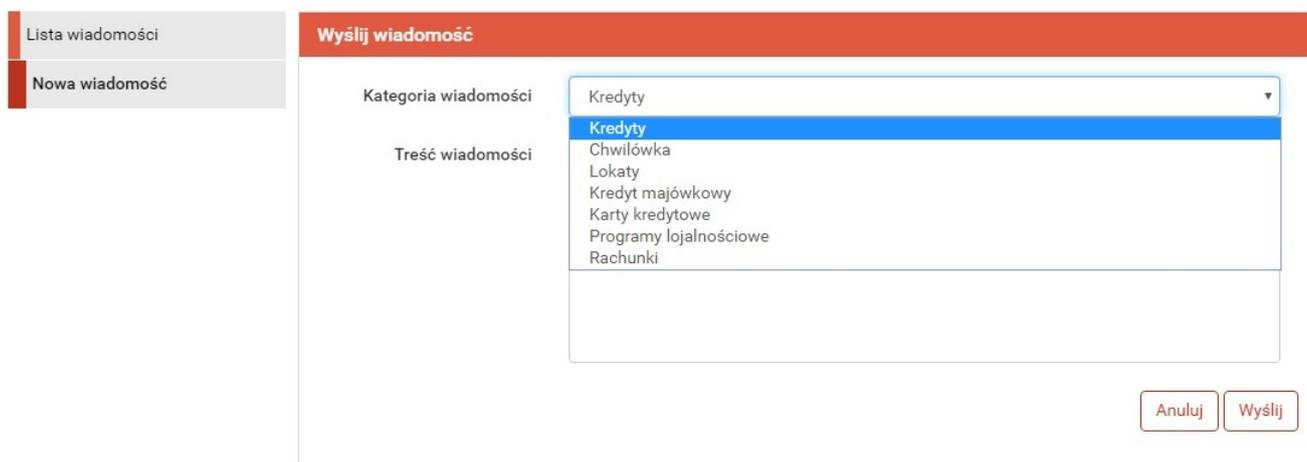 Lista wiadomości
Nowa wiadomość
Wyślij wiadomość
Kategoria wiadomości
Kredyty
Kredyty
Chwilówka
Lokaty
Kredyt majówkowy
Karty kredytowe
Programy lojalnościowe
Rachunki
Treść wiadomości
Anuluj
Wyślij